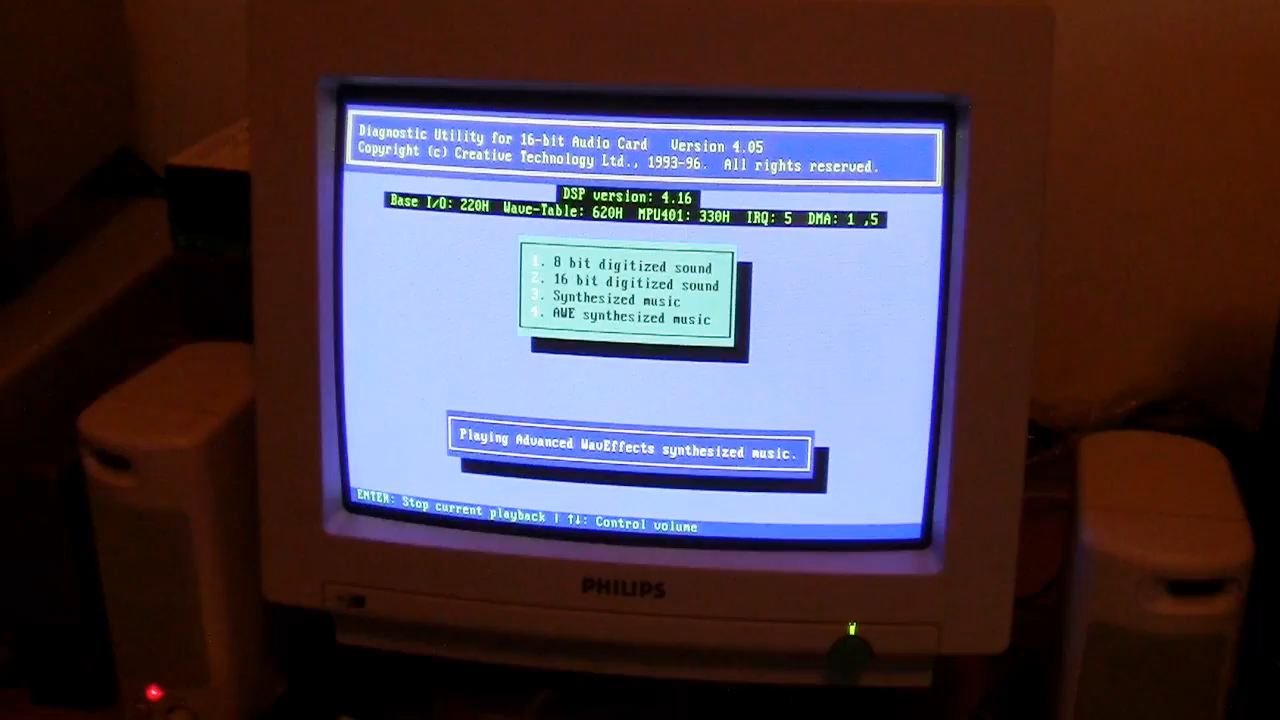 Diagnostic Utility for 16-bit Audio Card   Version 4.05
Copyright (c) Creative Technology Ltd., 1993-96.  All rights reserved.
DSP version: 4.16
Base I/O: 220H  Wave-Table: 620H  MPU401: 330H  IRQ: 5  DMA: 1 ,5
1. 8 bit digitized sound
2. 16 bit digitized sound
3. Synthesized music
4. AWE synthesized music
Playing Advanced WavEffects synthesized music.
ENTER: Stop current playback | ↑↓: Control volume
PHILIPS